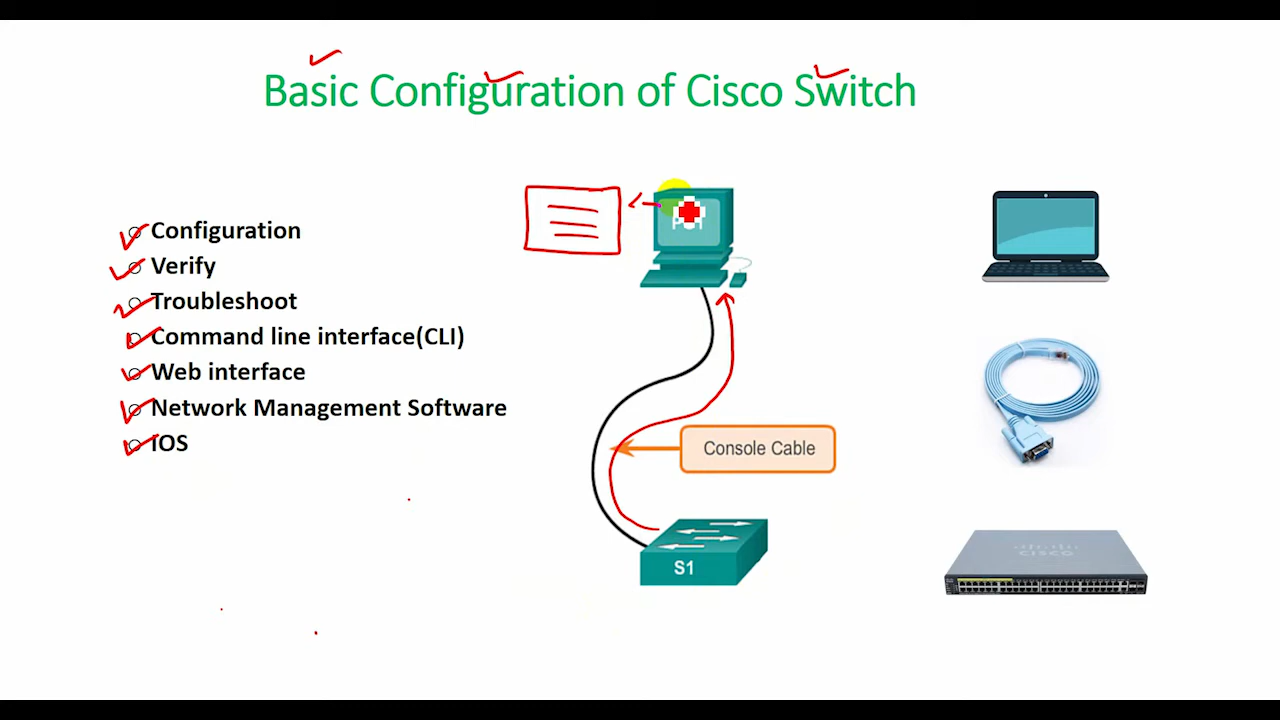 Basic Configuration of Cisco Switch
Configuration
Verify
Troubleshoot
Command line interface(CLI)
Web interface
Network Management Software
IOS
Console Cable
S1
CISCO